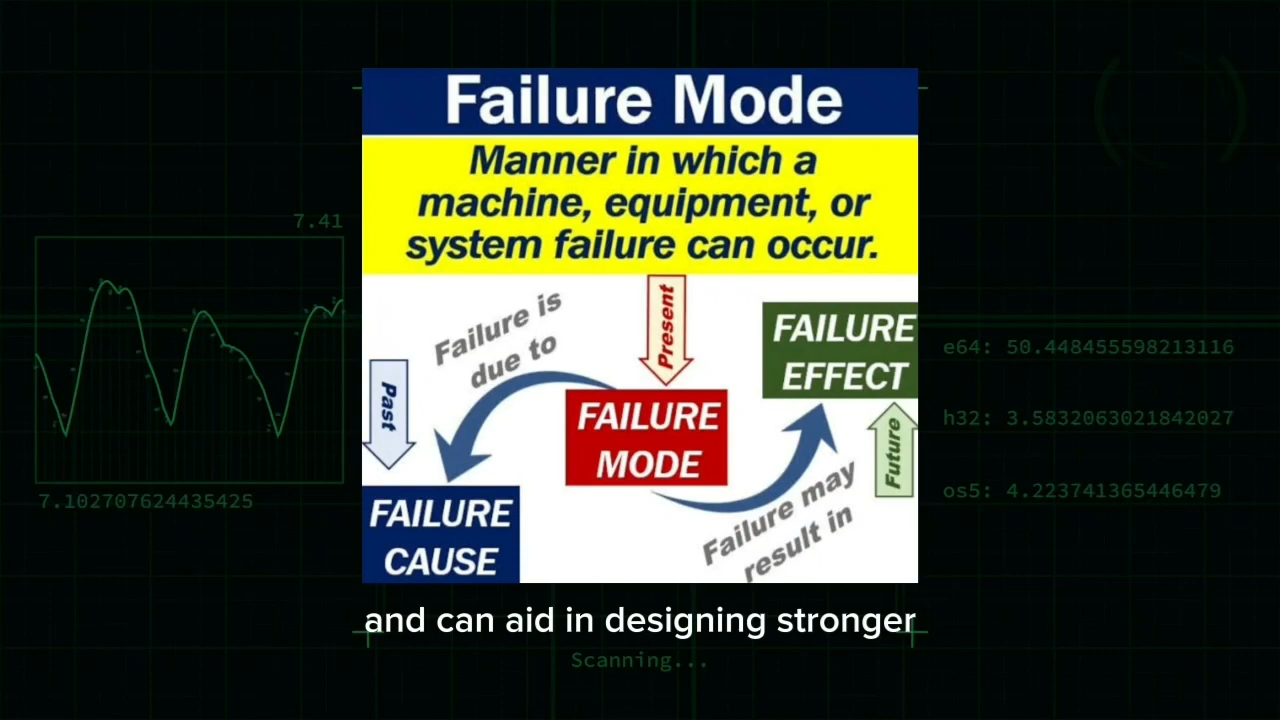 Failure Mode
Manner in which a
machine, equipment, or
system failure can occur.
Failure is
due to
Present
Past
FAILURE
MODE
FAILURE
EFFECT
Future
Failure may
result in
FAILURE
CAUSE
7.41
7.102707624435425
e64: 50.448455598213116
h32: 3.5832063021842027
os5: 4.223741365446479
and can aid in designing stronger
Scanning...